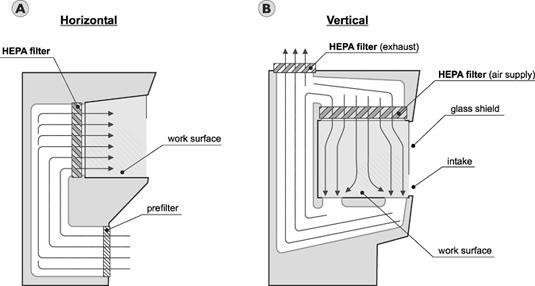 A
Horizontal
HEPA filter
work surface
prefilter
B
Vertical
HEPA filter (exhaust)
HEPA filter (air supply)
glass shield
intake
work surface